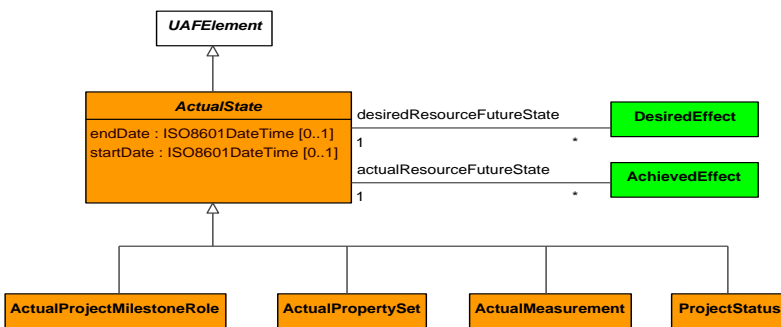 UAFElement
ActualState
endDate : ISO8601DateTime [0..1]
startDate : ISO8601DateTime [0..1]
desiredResourceFutureState
1
*
DesiredEffect
actualResourceFutureState
1
*
AchievedEffect
ActualProjectMilestoneRole
ActualPropertySet
ActualMeasurement
ProjectStatus